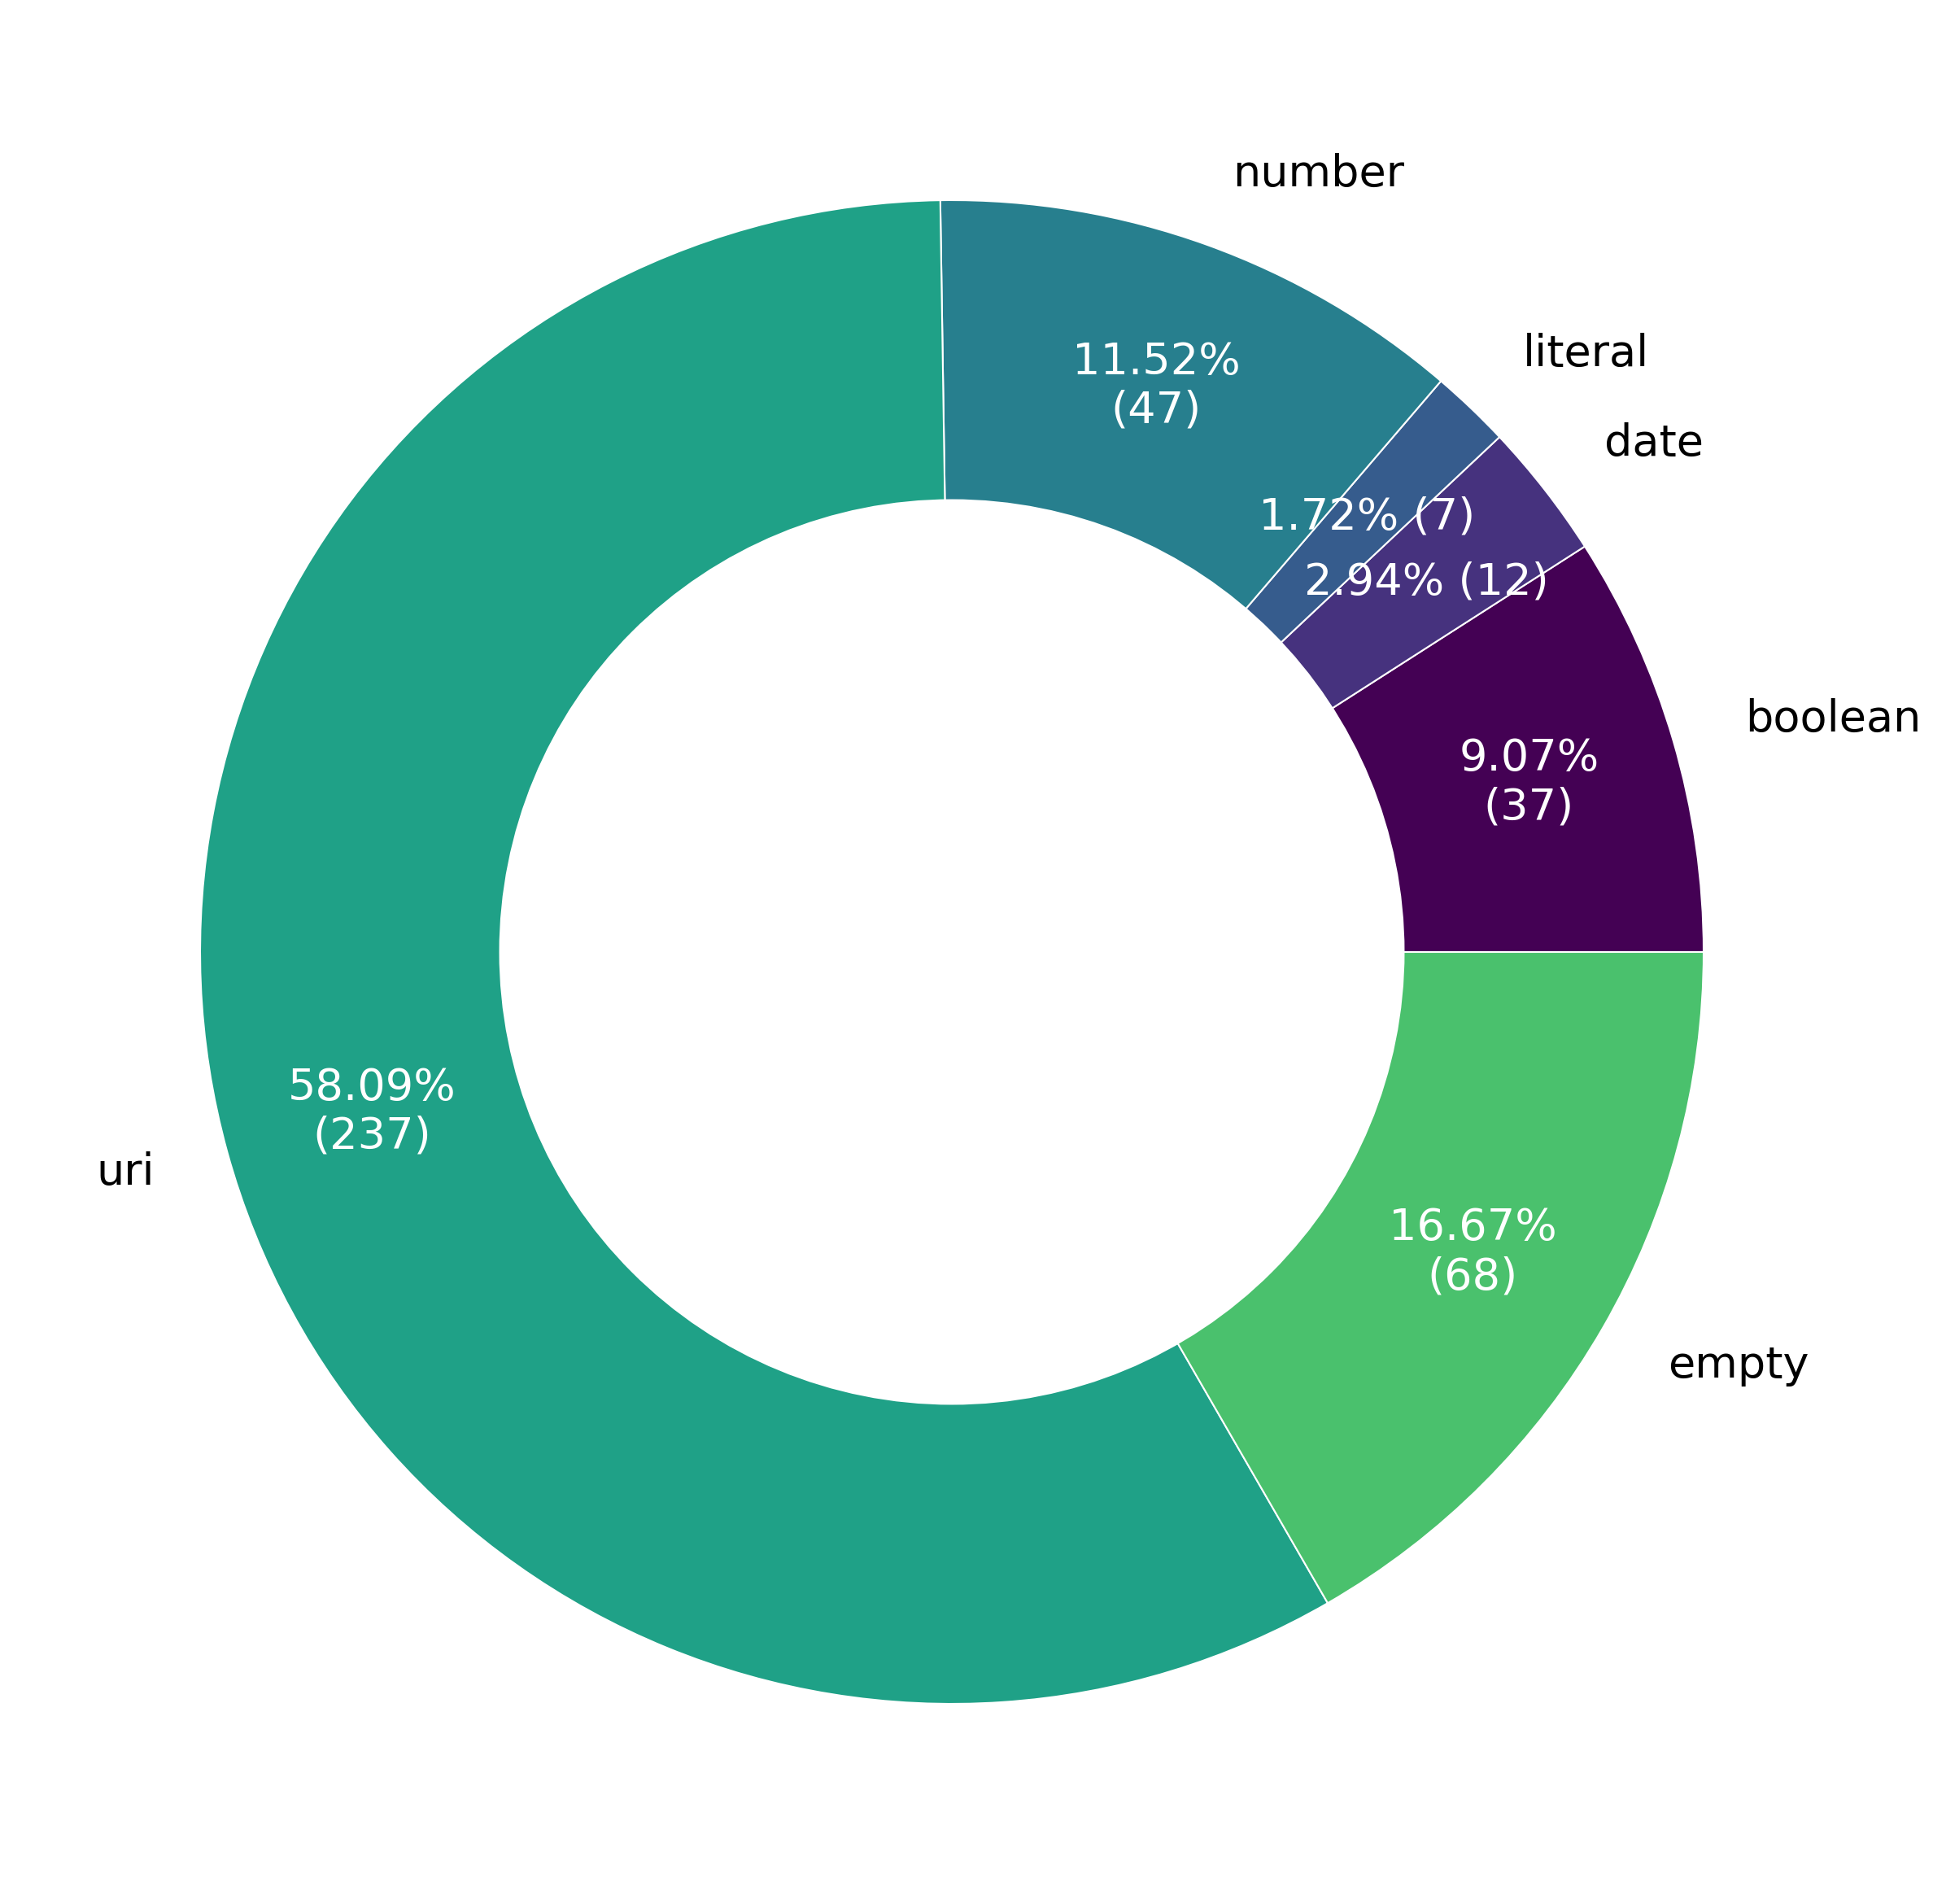 number
literal
date
11.52%
(47)
1.72% (7)
2.94% (12)
boolean
9.07%
(37)
58.09%
(237)
uri
16.67%
(68)
empty